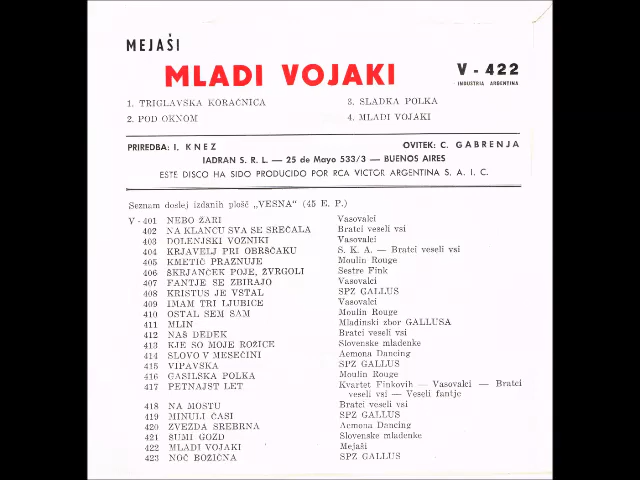 MEJAŠI
MLADI VOJAKI
V - 422
INDUSTRIA ARGENTINA
1. TRIGLAVSKA KORAČNICA
3. SLADKA POLKA
2. POD OKNOM
4. MLADI VOJAKI
PRIREDBA: I. KNEZ
OVITEK: C. GABRENJA
IADRAN S. R. L. — 25 de Mayo 533/3 — BUENOS AIRES
ESTE DISCO HA SIDO PRODUCIDO POR RCA VICTOR ARGENTINA S. A. I. C.
Seznam doslej izdanih plošč „VESNA" (45 E. P.)
V - 401 NEBO ŽARI Vasovalci
402 NA KLANCU SVA SE SREČALA Bratci veseli vsi
403 DOLENJSKI VOZNIKI Vasovalci
404 KRJAVELJ PRI OBRŠČAKU S. K. A. — Bratci veseli vsi
405 KMETIČ PRAZNUJE Moulin Rouge
406 ŠKRJANČEK POJE, ŽVRGOLI Sestre Fink
407 FANTJE SE ZBIRAJO Vasovalci
408 KRISTUS JE VSTAL SPZ GALLUS
409 IMAM TRI LJUBICE Vasovalci
410 OSTAL SEM SAM Moulin Rouge
411 MLIN Mladinski zbor GALLUSA
412 NAŠ DEDEK Bratci veseli vsi
413 KJE SO MOJE ROŽICE Slovenske mladenke
414 SLOVO V MESEČINI Aemona Dancing
415 VIPAVSKA SPZ GALLUS
416 GASILSKA POLKA Moulin Rouge
417 PETNAJST LET Kvartet Finkovih — Vasovalci — Bratci
veseli vsi — Veseli fantje
418 NA MOSTU Bratci veseli vsi
419 MINULI ČASI SPZ GALLUS
420 ZVEZDA SREBRNA Aemona Dancing
421 ŠUMI GOZD Slovenske mladenke
422 MLADI VOJAKI Mejaši
423 NOČ BOŽIČNA SPZ GALLUS